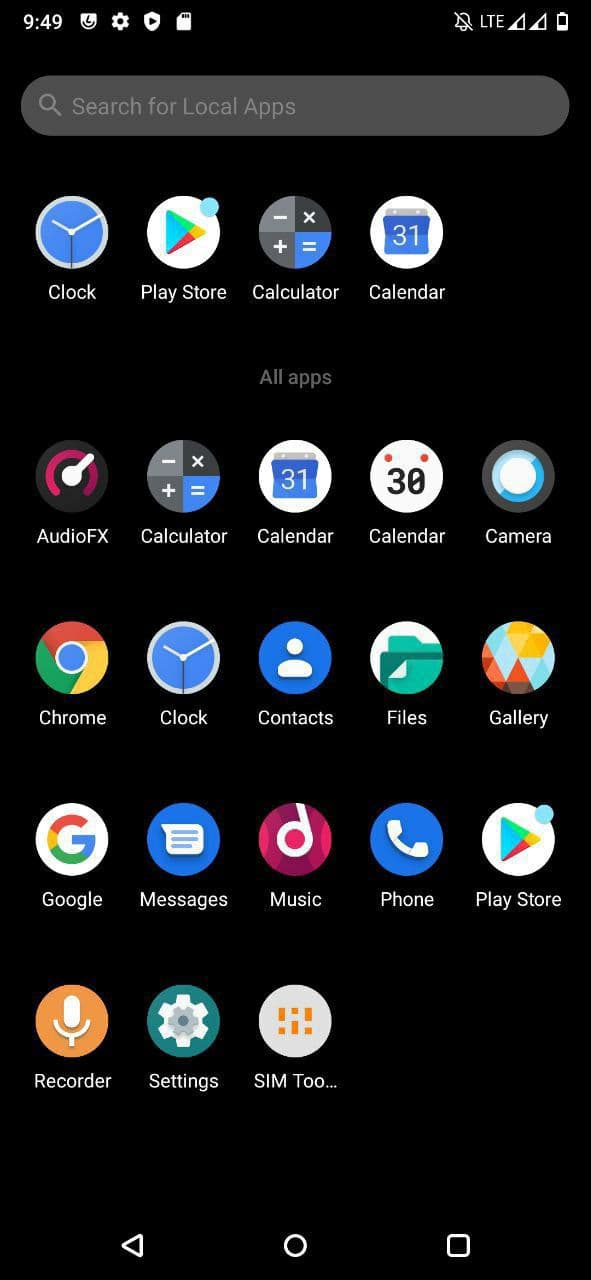 9:49 LTE
Search for Local Apps
31
Clock Play Store Calculator Calendar
All apps
31 30
AudioFX Calculator Calendar Calendar Camera
Chrome Clock Contacts Files Gallery
Google Messages Music Phone Play Store
Recorder Settings SIM Too...